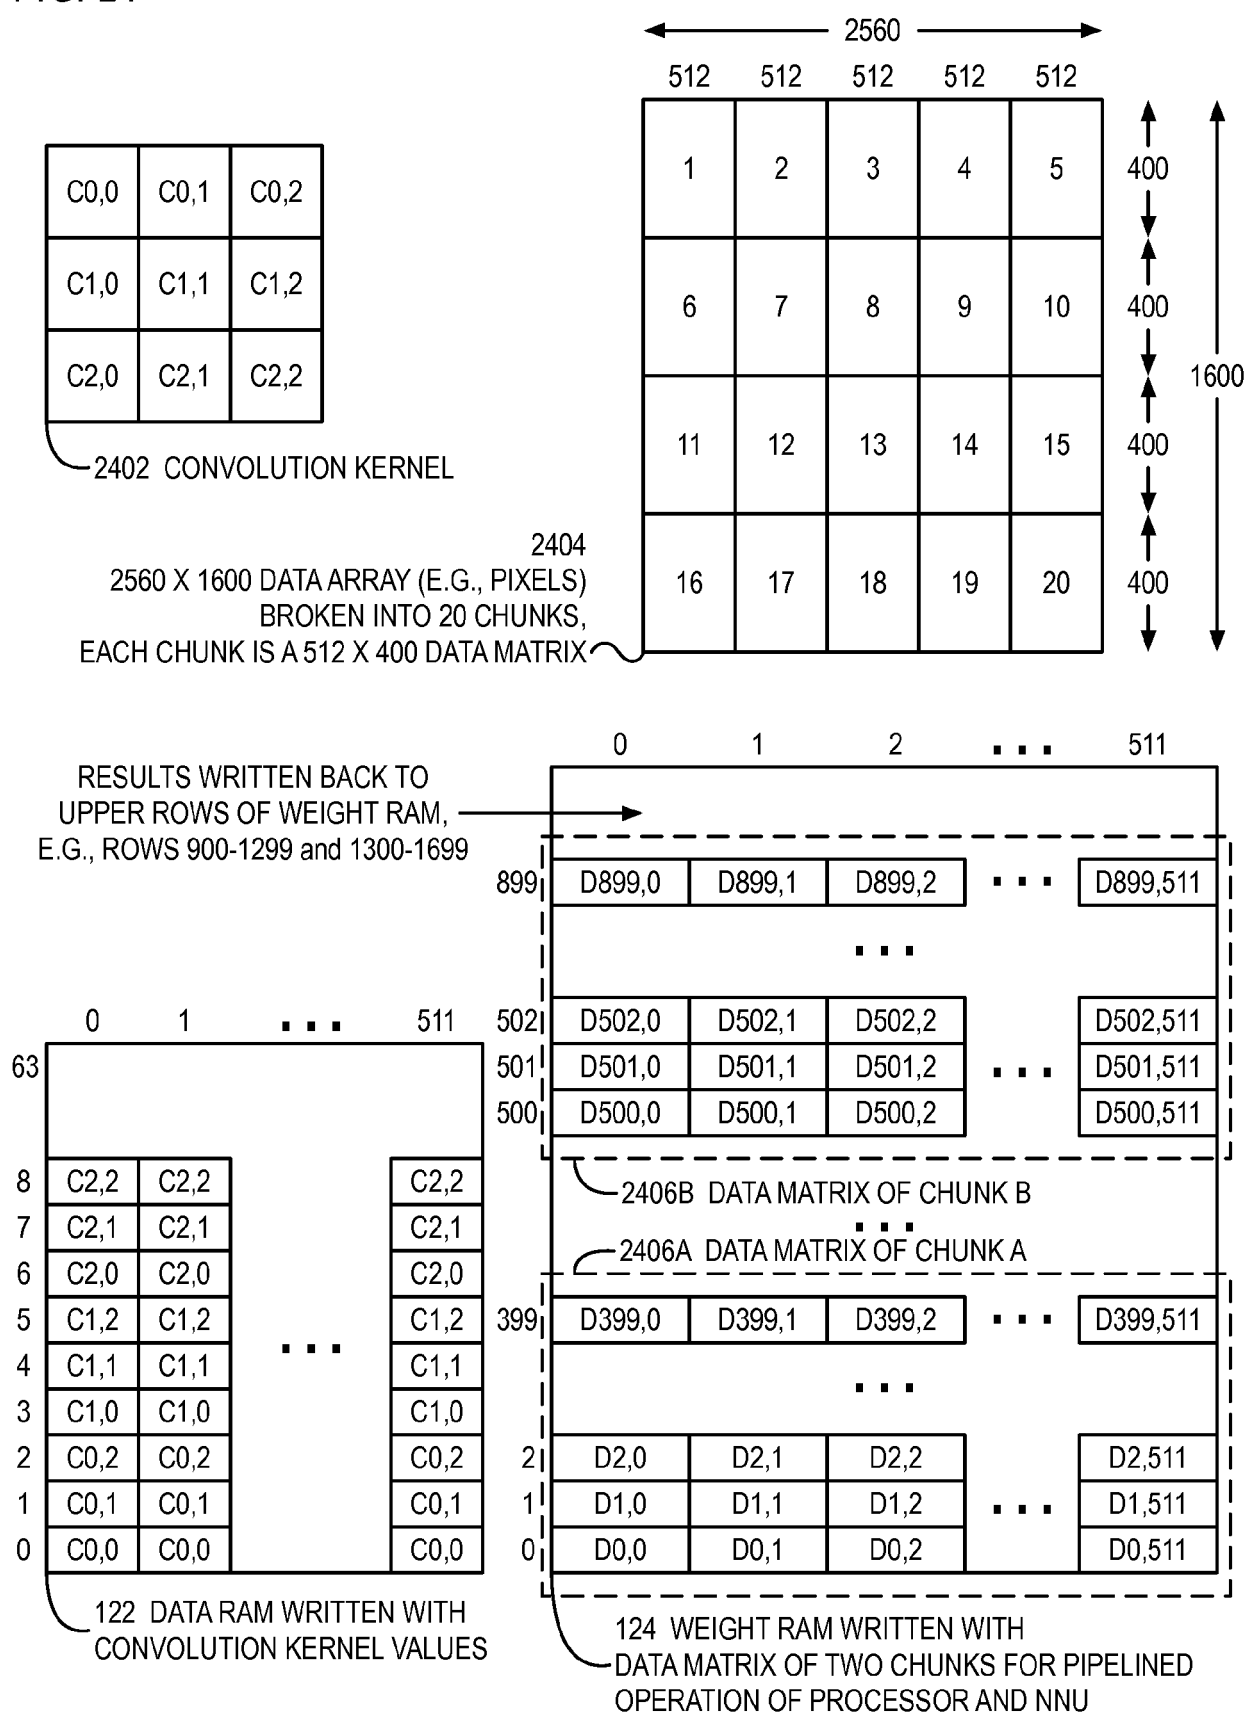 2560
512 512 512 512 512
1 2 3 4 5 400
6 7 8 9 10 400
11 12 13 14 15 400
16 17 18 19 20 400
1600
C0,0 C0,1 C0,2
C1,0 C1,1 C1,2
C2,0 C2,1 C2,2
2402 CONVOLUTION KERNEL
2404
2560 X 1600 DATA ARRAY (E.G., PIXELS)
BROKEN INTO 20 CHUNKS,
EACH CHUNK IS A 512 X 400 DATA MATRIX
RESULTS WRITTEN BACK TO
UPPER ROWS OF WEIGHT RAM,
E.G., ROWS 900-1299 and 1300-1699
0 1 2 ... 511
899 D899,0 D899,1 D899,2 ... D899,511
...
502 D502,0 D502,1 D502,2 D502,511
501 D501,0 D501,1 D501,2 ... D501,511
500 D500,0 D500,1 D500,2 D500,511
2406B DATA MATRIX OF CHUNK B
...
2406A DATA MATRIX OF CHUNK A
399 D399,0 D399,1 D399,2 ... D399,511
...
2 D2,0 D2,1 D2,2 D2,511
1 D1,0 D1,1 D1,2 ... D1,511
0 D0,0 D0,1 D0,2 D0,511
124 WEIGHT RAM WRITTEN WITH
DATA MATRIX OF TWO CHUNKS FOR PIPELINED
OPERATION OF PROCESSOR AND NNU
0 1 ... 511
63
8 C2,2 C2,2 C2,2
7 C2,1 C2,1 C2,1
6 C2,0 C2,0 C2,0
5 C1,2 C1,2 C1,2
4 C1,1 C1,1 ... C1,1
3 C1,0 C1,0 C1,0
2 C0,2 C0,2 C0,2
1 C0,1 C0,1 C0,1
0 C0,0 C0,0 C0,0
122 DATA RAM WRITTEN WITH
CONVOLUTION KERNEL VALUES